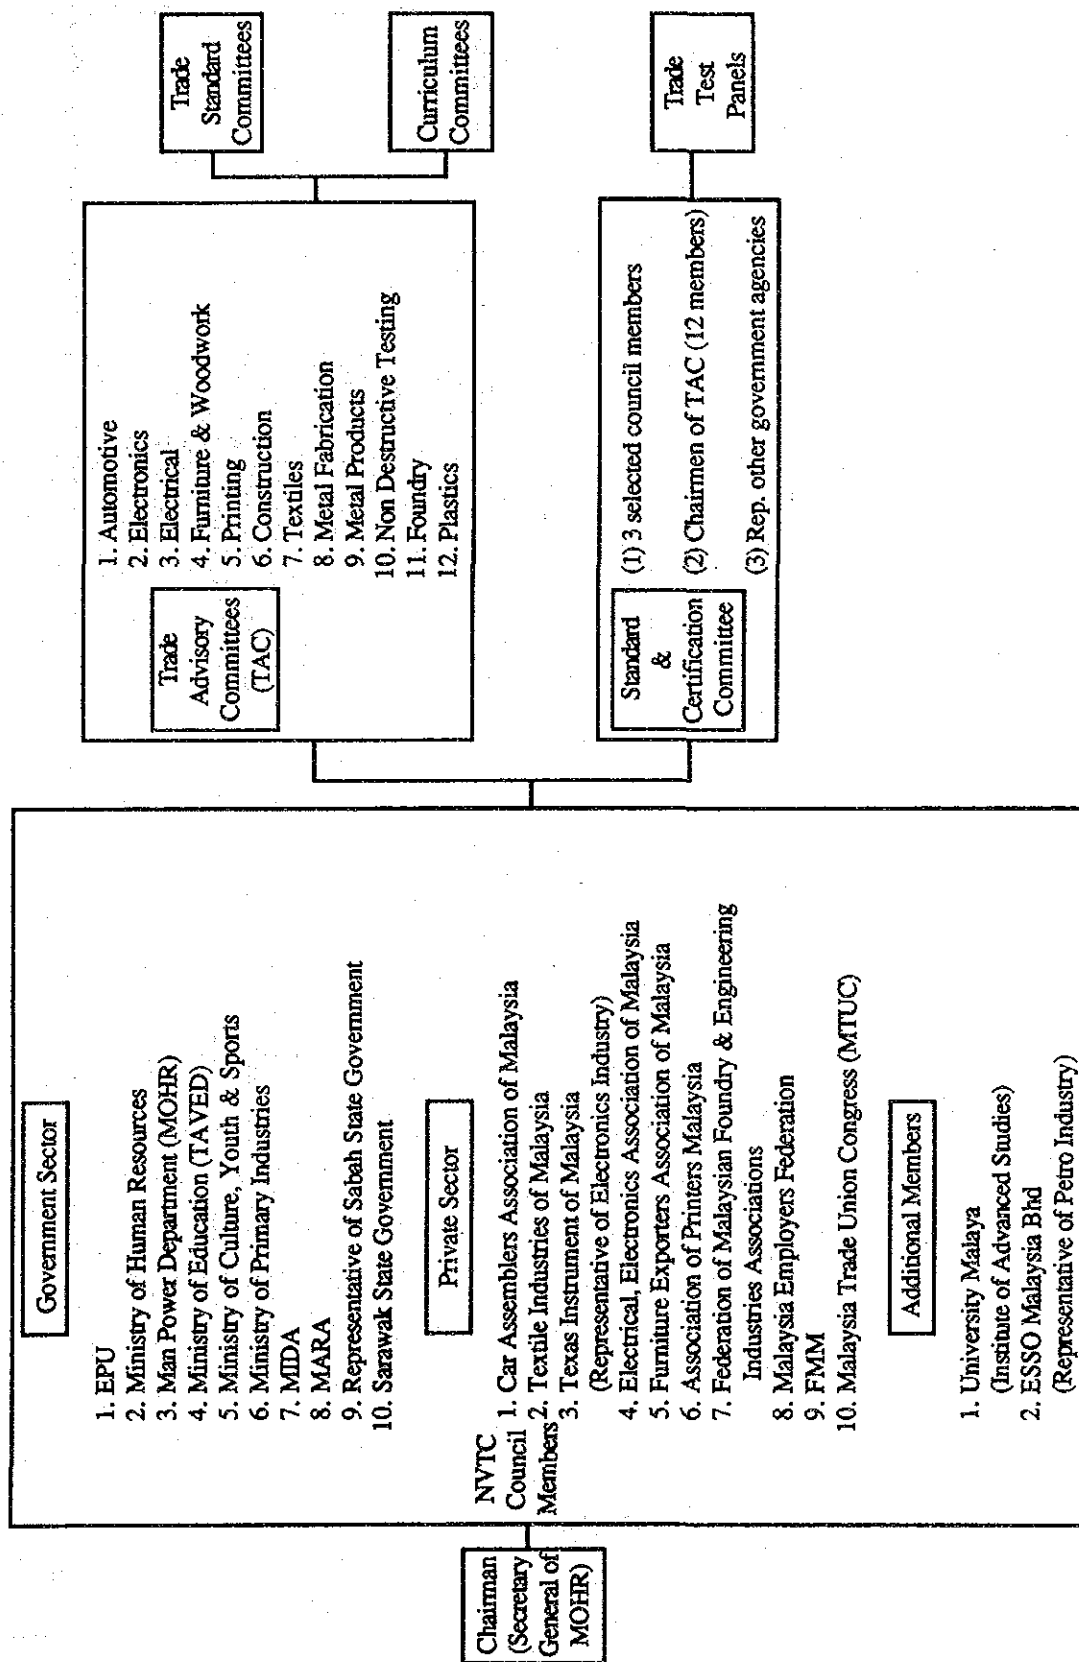 Chairman
(Secretary
General of
MOHR)
NVTC
Council
Members
Government Sector
1. EPU
2. Ministry of Human Resources
3. Man Power Department (MOHR)
4. Ministry of Education (TAVED)
5. Ministry of Culture, Youth & Sports
6. Ministry of Primary Industries
7. MIDA
8. MARA
9. Representative of Sabah State Government
10. Sarawak State Government
Private Sector
1. Car Assemblers Association of Malaysia
2. Textile Industries of Malaysia
3. Texas Instrument of Malaysia
(Representative of Electronics Industry)
4. Electrical, Electronics Association of Malaysia
5. Furniture Exporters Association of Malaysia
6. Association of Printers Malaysia
7. Federation of Malaysian Foundry & Engineering
Industries Associations
8. Malaysia Employers Federation
9. FMM
10. Malaysia Trade Union Congress (MTUC)
Additional Members
1. University Malaya
(Institute of Advanced Studies)
2. ESSO Malaysia Bhd
(Representative of Petro Industry)
Trade
Advisory
Committees
(TAC)
1. Automotive
2. Electronics
3. Electrical
4. Furniture & Woodwork
5. Printing
6. Construction
7. Textiles
8. Metal Fabrication
9. Metal Products
10. Non Destructive Testing
11. Foundry
12. Plastics
Standard
&
Certification
Committee
(1) 3 selected council members
(2) Chairmen of TAC (12 members)
(3) Rep. other government agencies
Trade
Standard
Committees
Curriculum
Committees
Trade
Test
Panels